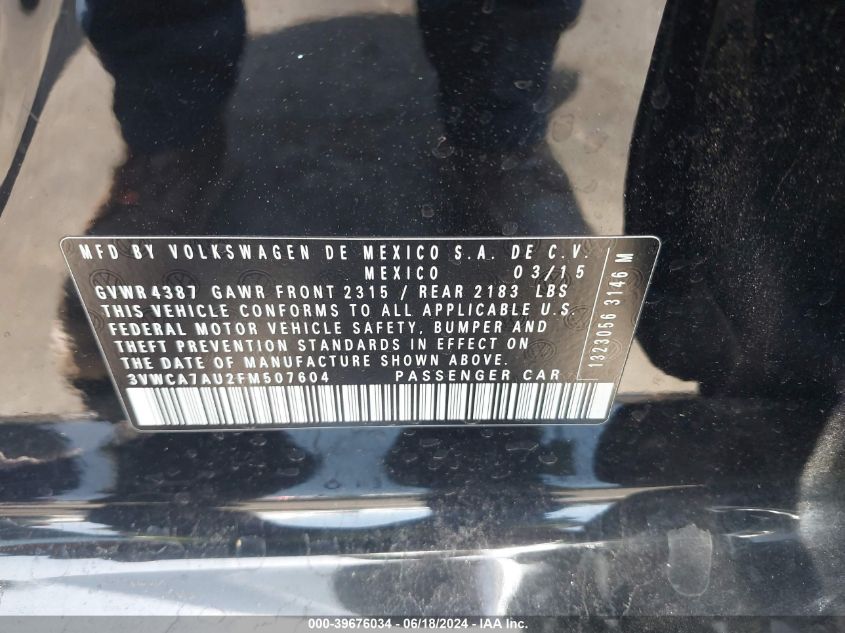 MFD BY VOLKSWAGEN DE MEXICO S.A. DE C.V.
MEXICO 03/15
GVWR 4387 GAWR FRONT 2315 / REAR 2183 LBS
THIS VEHICLE CONFORMS TO ALL APPLICABLE U.S.
FEDERAL MOTOR VEHICLE SAFETY, BUMPER AND
THEFT PREVENTION STANDARDS IN EFFECT ON
THE DATE OF MANUFACTURE SHOWN ABOVE.
3VWCA7AU2FM507604 PASSENGER CAR
1323056 3146 M
000-39676034 / 06/18/2024 / Copyright 2024 IAA, Inc.